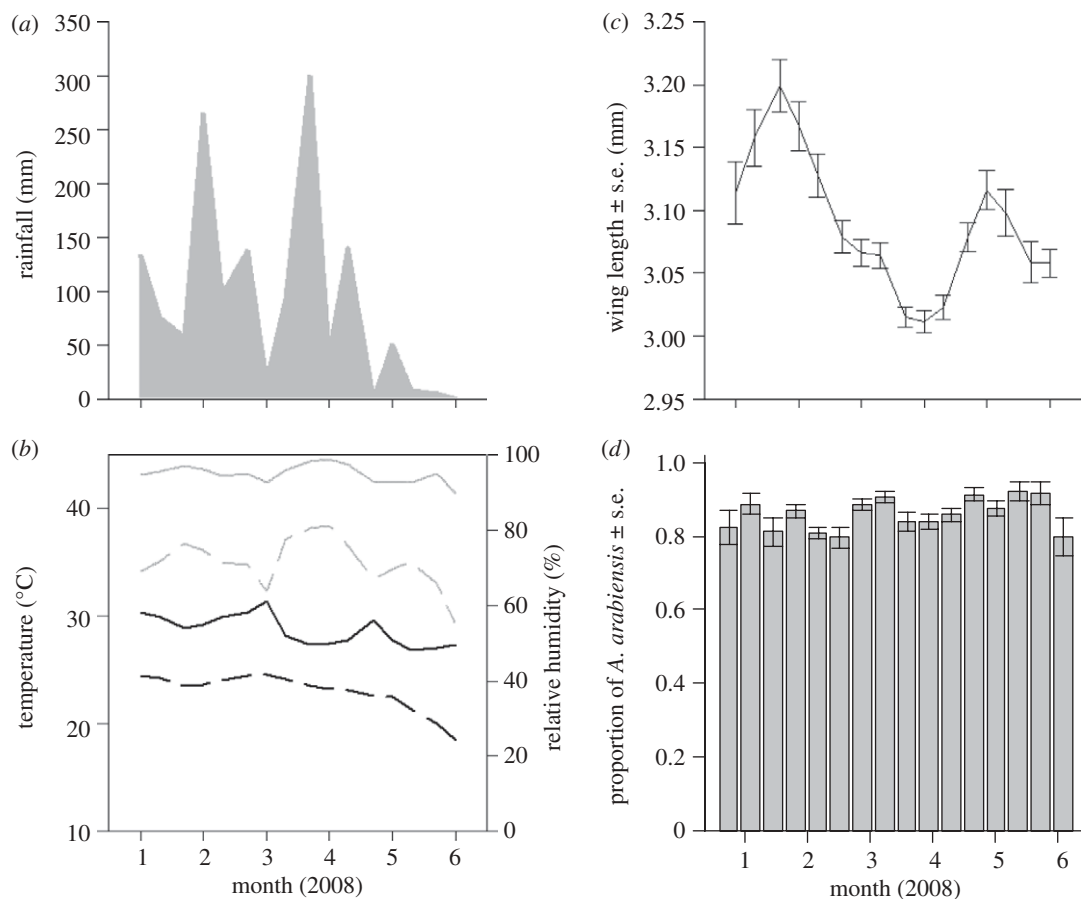 (a)
350
300
250
200
150
100
50
0
rainfall (mm)
(c)
3.25
3.20
3.15
3.10
3.05
3.00
2.95
wing length ± s.e. (mm)
(b)
40
30
20
10
temperature (°C)
100
80
60
40
20
0
relative humidity (%)
1 2 3 4 5 6
month (2008)
(d)
1.0
0.8
0.6
0.4
0.2
0
proportion of A. arabiensis ± s.e.
1 2 3 4 5 6
month (2008)